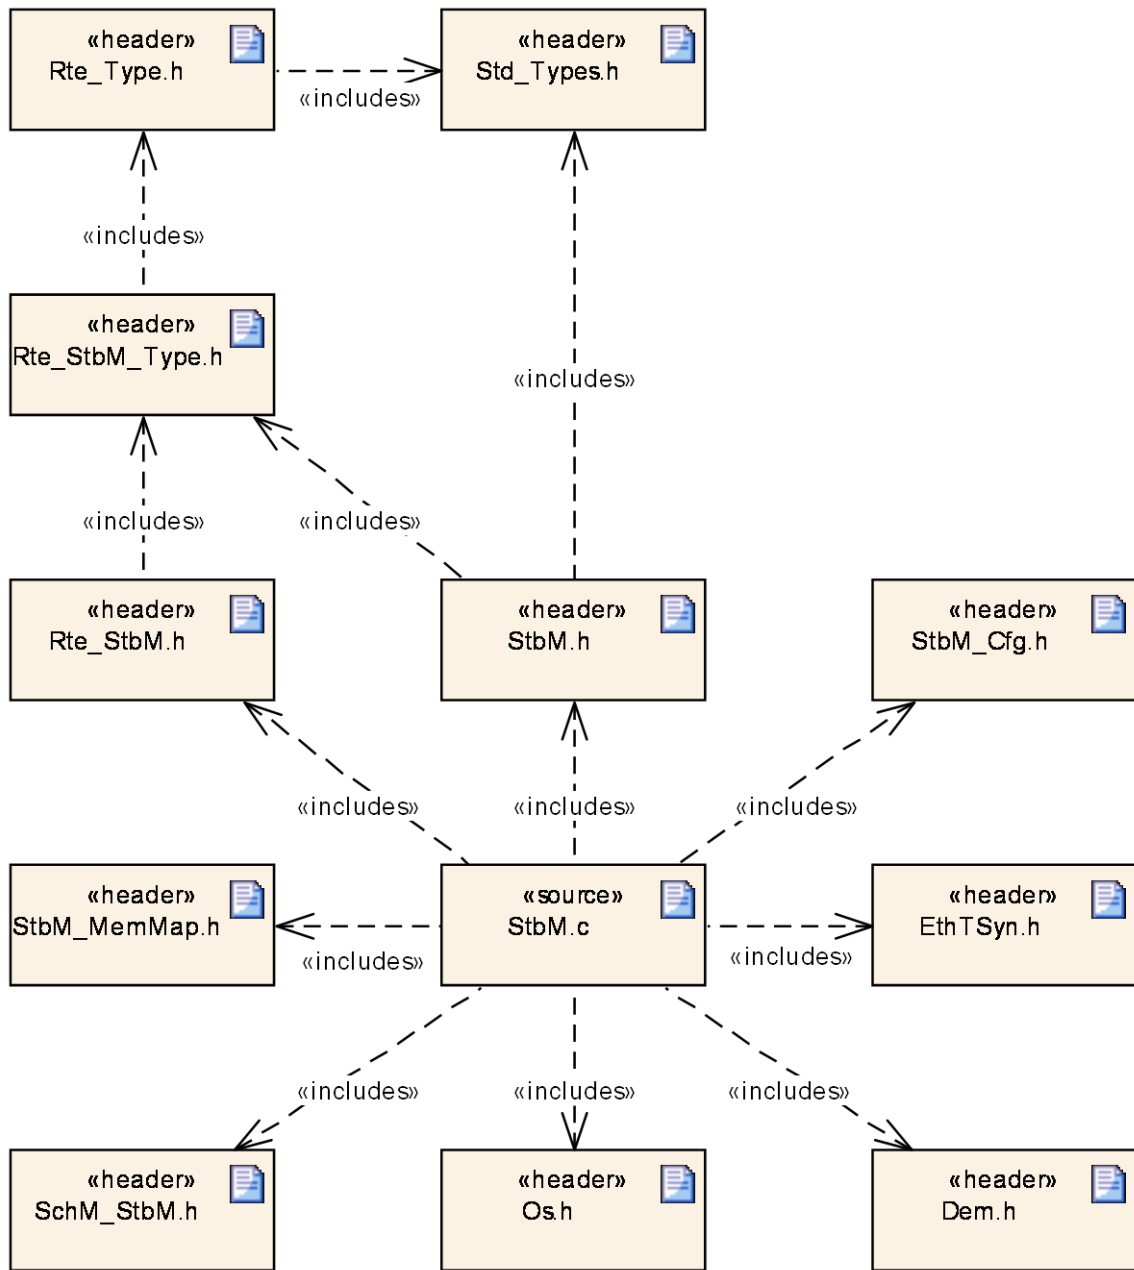 «header»
Rte_Type.h
«header»
Std_Types.h
«includes»
«includes»
«header»
Rte_StbM_Type.h
«includes»
«includes»
«includes»
«header»
Rte_StbM.h
«header»
StbM.h
«header»
StbM_Cfg.h
«includes»
«includes»
«includes»
«header»
StbM_MemMap.h
«source»
StbM.c
«header»
EthTSyn.h
«includes»
«includes»
«includes»
«includes»
«includes»
«header»
SchM_StbM.h
«header»
Os.h
«header»
Dem.h